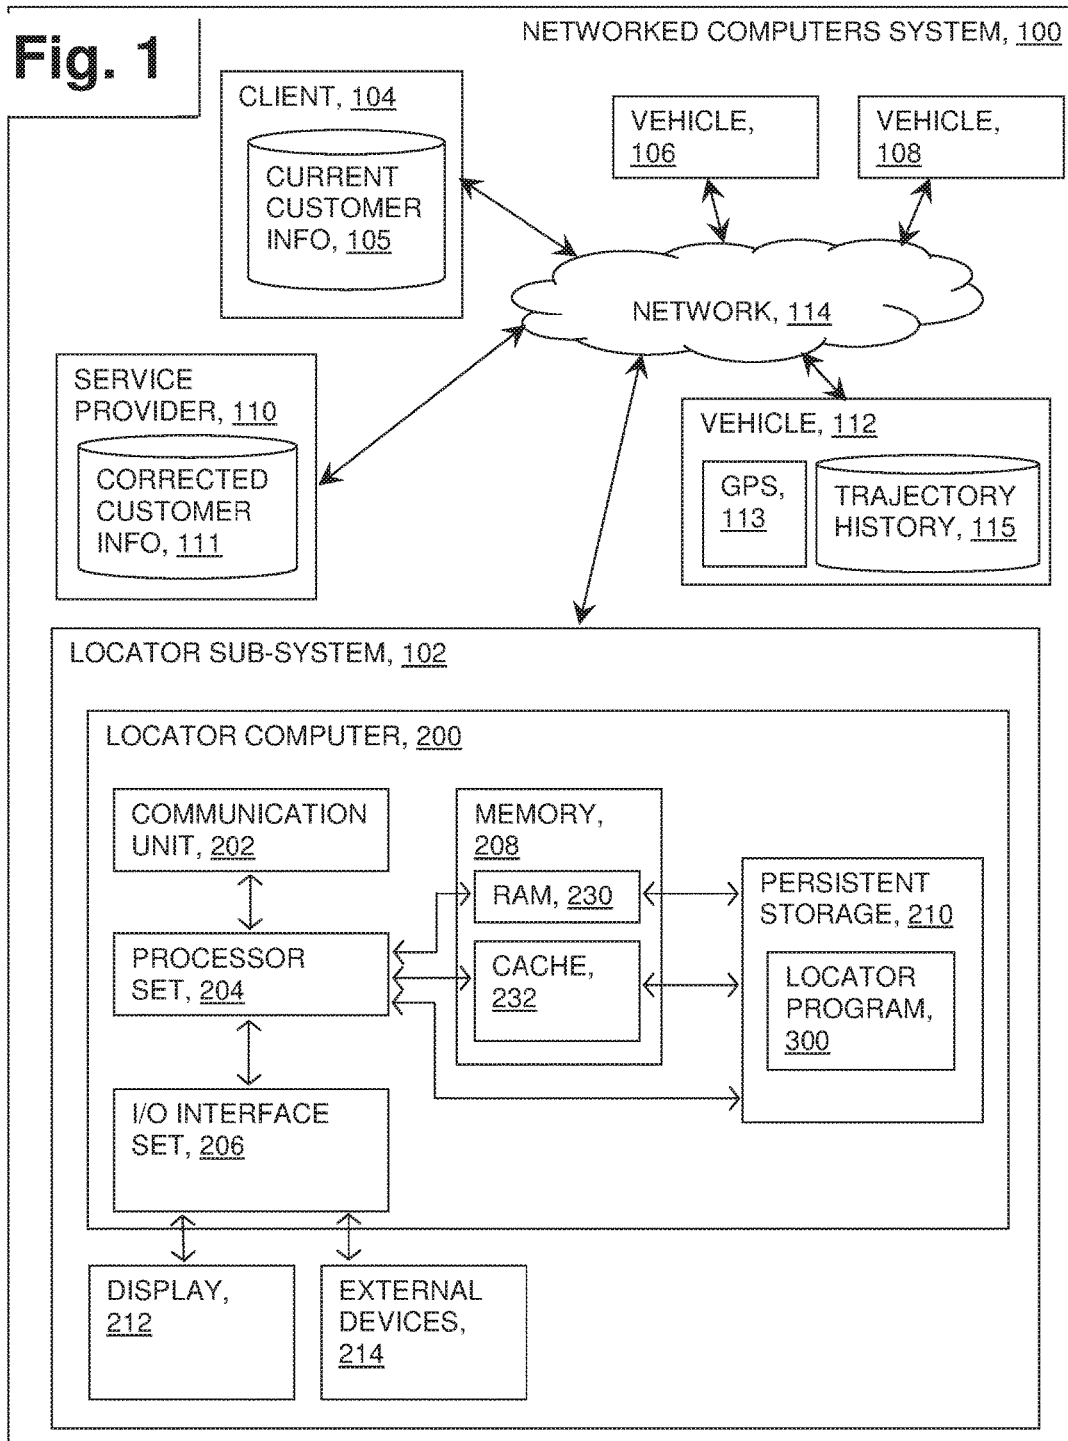 Fig. 1
NETWORKED COMPUTERS SYSTEM, 100
CLIENT, 104
CURRENT
CUSTOMER
INFO, 105
VEHICLE,
106
VEHICLE,
108
NETWORK, 114
SERVICE
PROVIDER, 110
CORRECTED
CUSTOMER
INFO, 111
VEHICLE, 112
GPS,
113
TRAJECTORY
HISTORY, 115
LOCATOR SUB-SYSTEM, 102
LOCATOR COMPUTER, 200
COMMUNICATION
UNIT, 202
PROCESSOR
SET, 204
I/O INTERFACE
SET, 206
MEMORY,
208
RAM, 230
CACHE,
232
PERSISTENT
STORAGE, 210
LOCATOR
PROGRAM,
300
DISPLAY,
212
EXTERNAL
DEVICES,
214